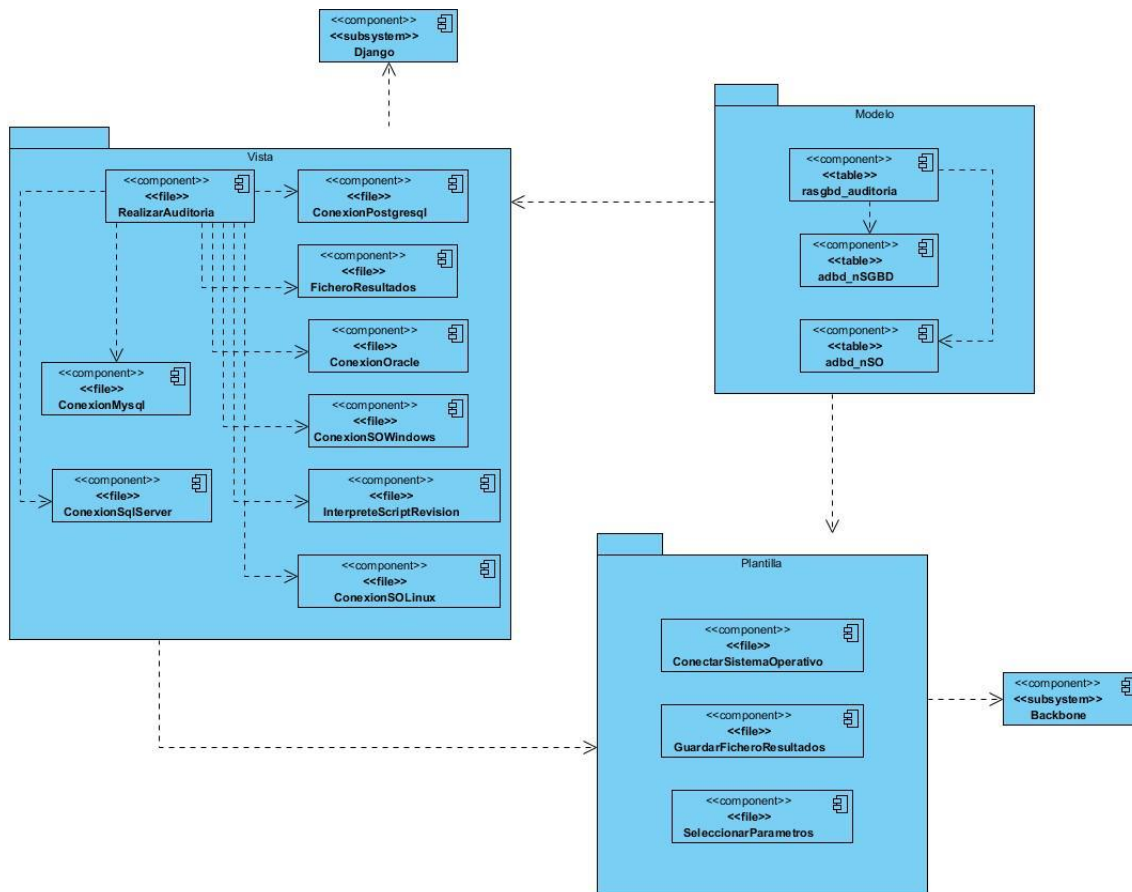 <<component>>
<<subsystem>>
Django
Vista
<<component>>
<<file>>
RealizarAuditoria
<<component>>
<<file>>
ConexionPostgresql
<<component>>
<<file>>
FicheroResultados
<<component>>
<<file>>
ConexionOracle
<<component>>
<<file>>
ConexionMysql
<<component>>
<<file>>
ConexionSOWindows
<<component>>
<<file>>
ConexionSqlServer
<<component>>
<<file>>
InterpreteScriptRevision
<<component>>
<<file>>
ConexionSOLinux
Modelo
<<component>>
<<table>>
rasgbd_auditoria
<<component>>
<<table>>
adbd_nSGBD
<<component>>
<<table>>
adbd_nSO
Plantilla
<<component>>
<<file>>
ConectarSistemaOperativo
<<component>>
<<file>>
GuardarFicheroResultados
<<component>>
<<file>>
SeleccionarParametros
<<component>>
<<subsystem>>
Backbone